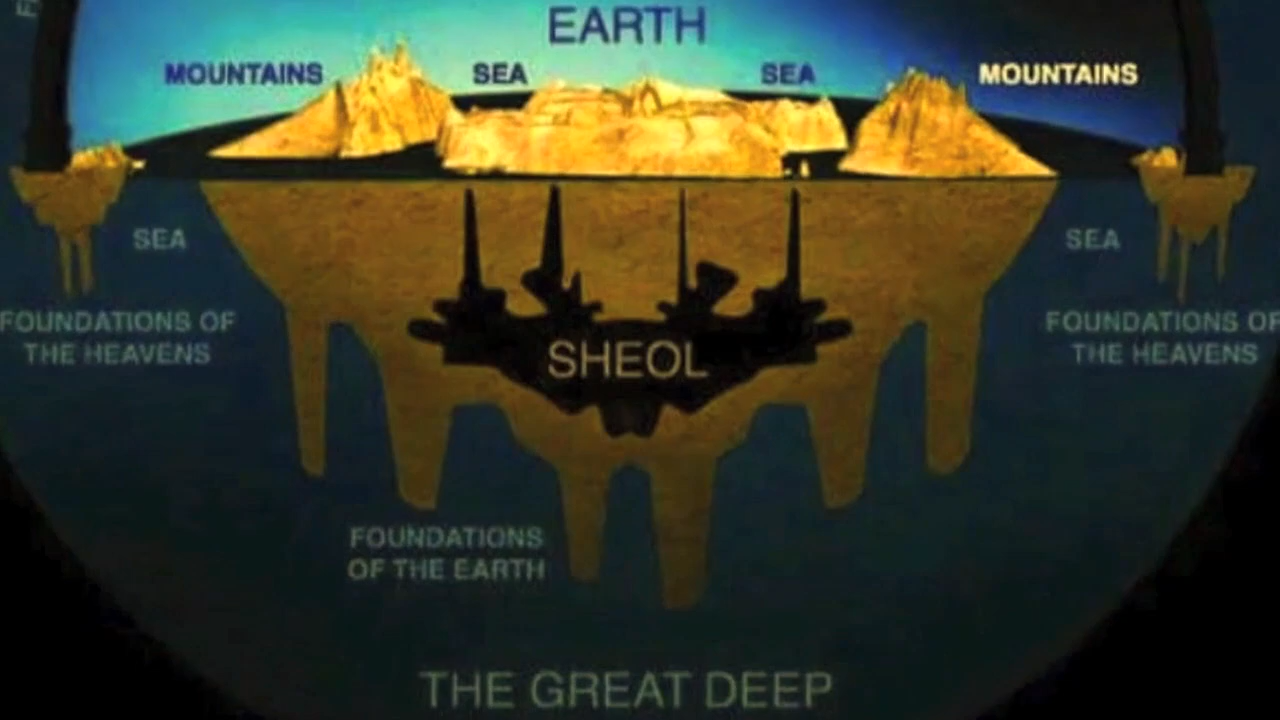 EARTH
MOUNTAINS SEA SEA MOUNTAINS
SEA SEA
FOUNDATIONS OF
THE HEAVENS
FOUNDATIONS OF
THE HEAVENS
SHEOL
FOUNDATIONS
OF THE EARTH
THE GREAT DEEP